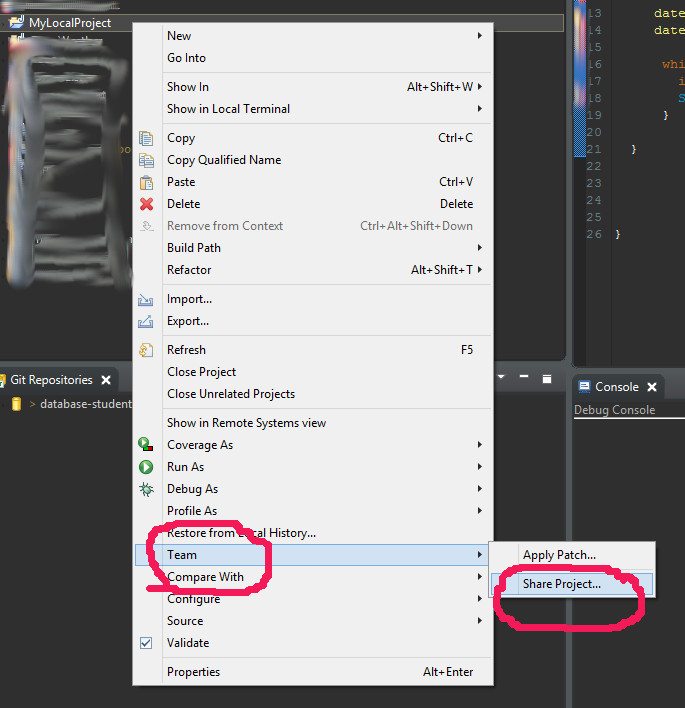 MyLocalProject
New
Go Into
Show In Alt+Shift+W
Show in Local Terminal
Copy Ctrl+C
Copy Qualified Name
Paste Ctrl+V
Delete Delete
Remove from Context Ctrl+Alt+Shift+Down
Build Path
Refactor Alt+Shift+T
Import...
Export...
Refresh F5
Close Project
Close Unrelated Projects
Show in Remote Systems view
Coverage As
Run As
Debug As
Profile As
Restore from Local History...
Team
Compare With
Configure
Source
Validate
Properties Alt+Enter
Apply Patch...
Share Project...
Git Repositories
> database-student
13 date
14 date
15
16 whi
17 i
18 S
19 }
20
21 }
22
23
24
25
26 }
Console
Debug Console